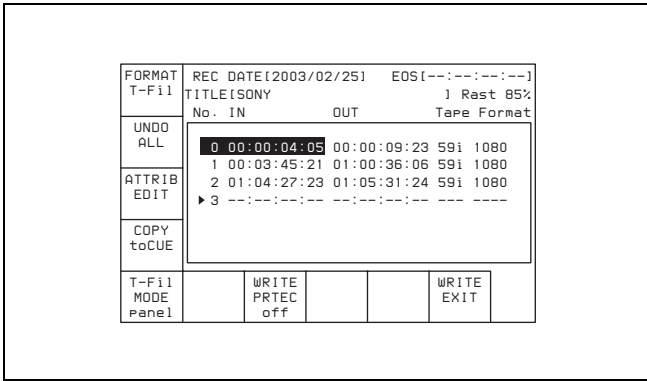 FORMAT
T-Fil
REC DATE[2003/02/25] EOS[--:--:--:--]
TITLE[SONY ] Rast 85%
No. IN OUT Tape Format
UNDO
ALL
0 00:00:04:05 00:00:09:23 59i 1080
1 00:03:45:21 01:00:36:06 59i 1080
2 01:04:27:23 01:05:31:24 59i 1080
▶3 --:--:--:-- --:--:--:-- --- ----
ATTRIB
EDIT
COPY
toCUE
T-Fil
MODE
panel
WRITE
PRTEC
off
WRITE
EXIT